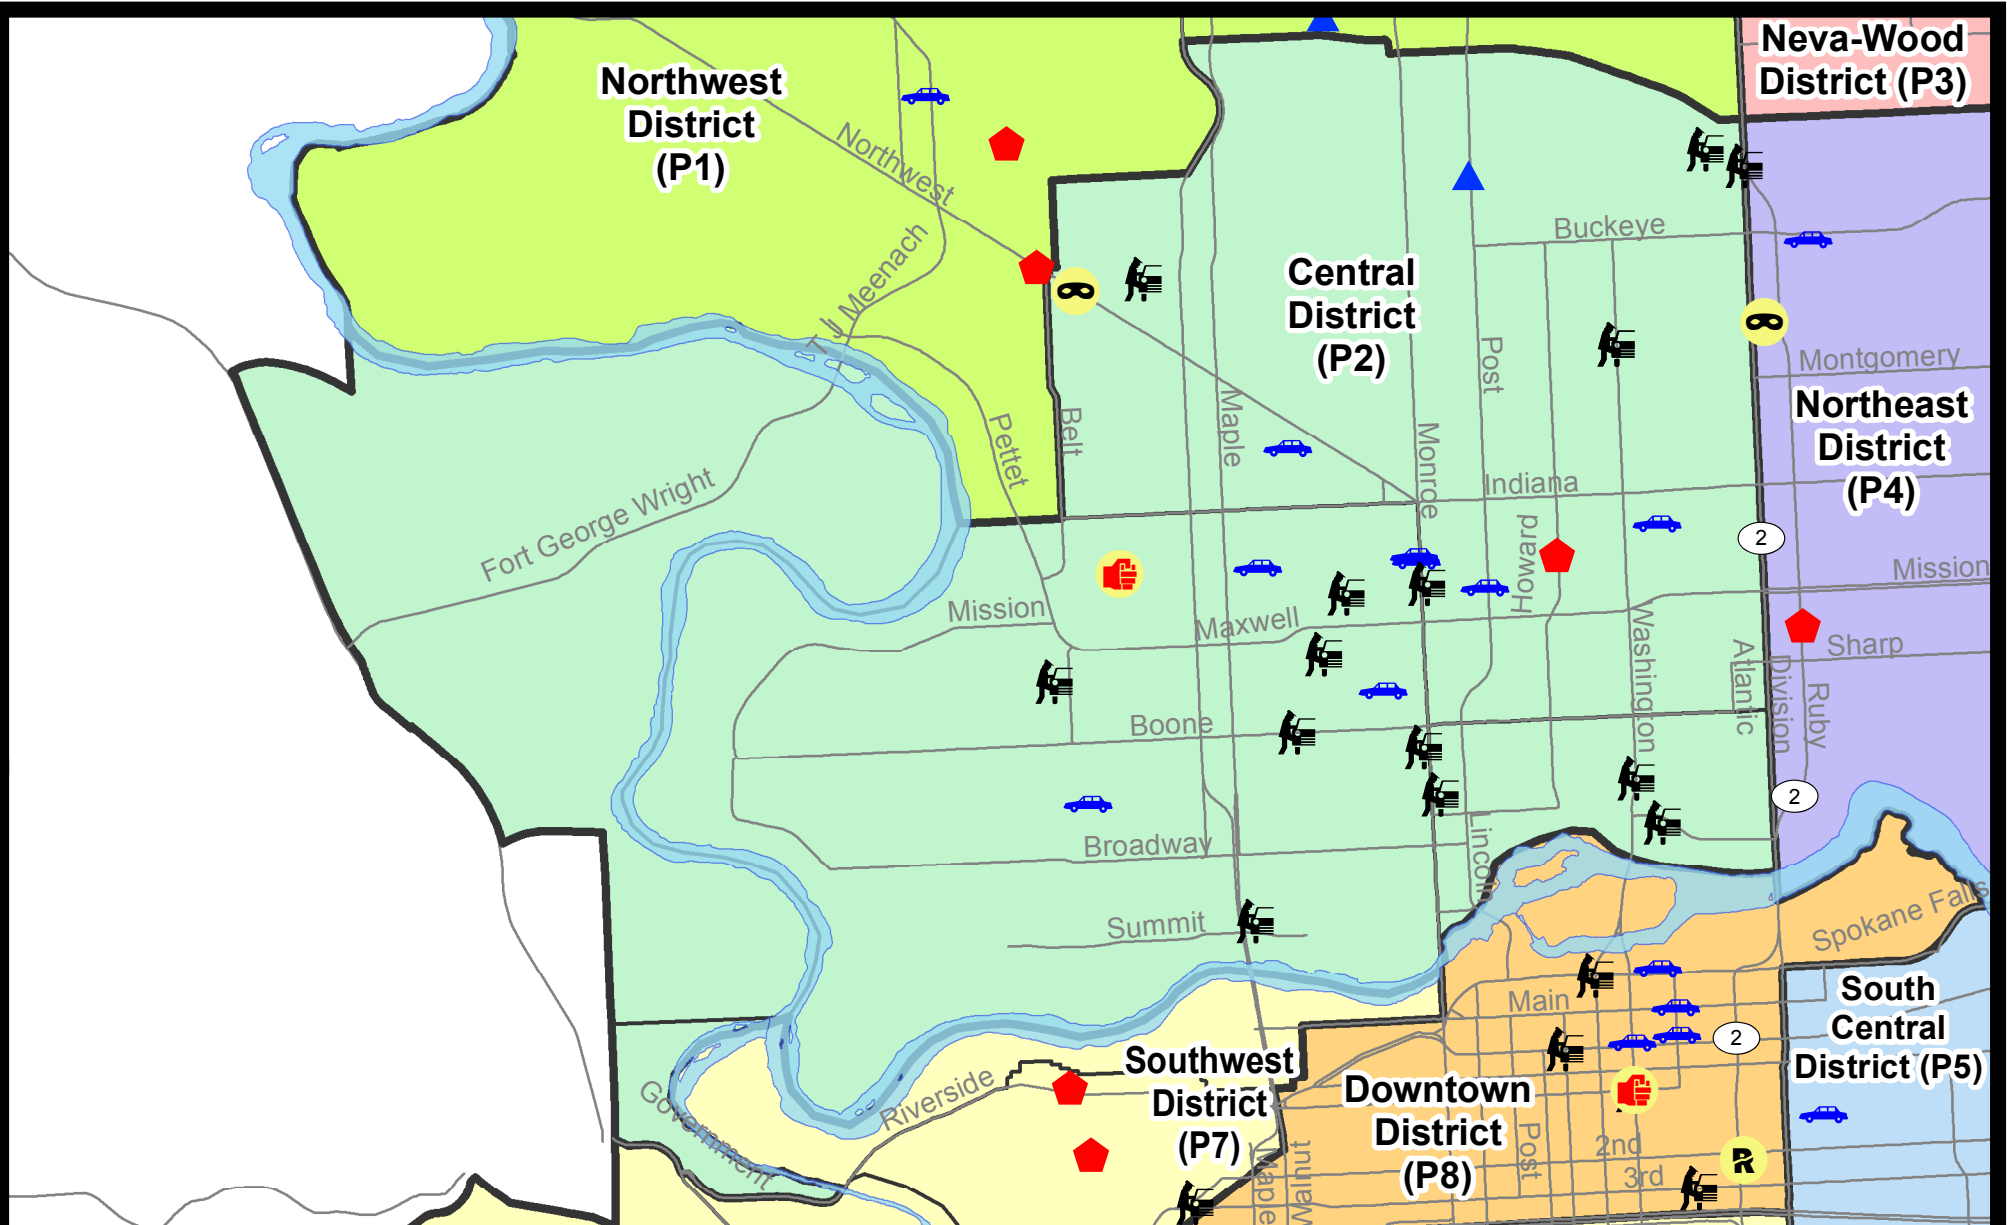 Neva-Wood
District (P3)
Northwest
District
(P1)
Northwest
T J Meenach
Buckeye
Central
District
(P2)
Post
Montgomery
Northeast
District
(P4)
Maple
Belt
Pettet
Monroe
Indiana
Fort George Wright
Howard
2
Mission
Mission
Maxwell
Washington
Atlantic
Division
Ruby
Sharp
Boone
2
Broadway
Lincoln
Summit
Spokane Falls
Main
South
Central
District (P5)
2
Southwest
District
(P7)
Riverside
Government
Downtown
District
(P8)
Post
2nd
3rd
Maple
Walnut
R